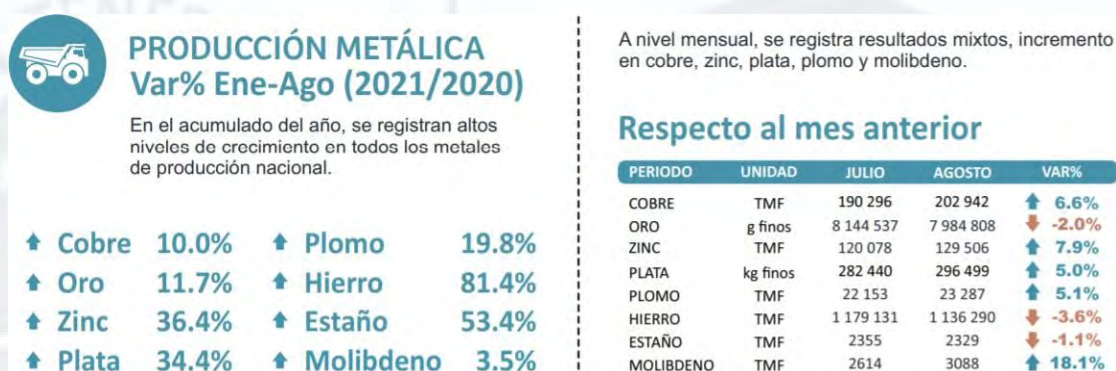 PRODUCCIÓN METÁLICA
Var% Ene-Ago (2021/2020)
En el acumulado del año, se registran altos
niveles de crecimiento en todos los metales
de producción nacional.
Cobre 10.0% Plomo 19.8%
Oro 11.7% Hierro 81.4%
Zinc 36.4% Estaño 53.4%
Plata 34.4% Molibdeno 3.5%
A nivel mensual, se registra resultados mixtos, incremento
en cobre, zinc, plata, plomo y molibdeno.
Respecto al mes anterior
PERIODO UNIDAD JULIO AGOSTO VAR%
COBRE TMF 190 296 202 942 6.6%
ORO g finos 8 144 537 7 984 808 -2.0%
ZINC TMF 120 078 129 506 7.9%
PLATA kg finos 282 440 296 499 5.0%
PLOMO TMF 22 153 23 287 5.1%
HIERRO TMF 1 179 131 1 136 290 -3.6%
ESTAÑO TMF 2355 2329 -1.1%
MOLIBDENO TMF 2614 3088 18.1%